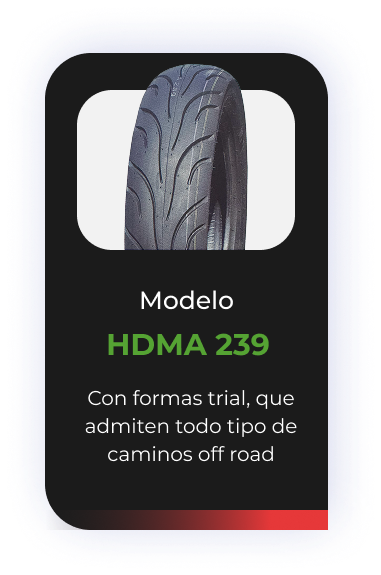 Modelo
HDMA 239
Con formas trial, que
admiten todo tipo de
caminos off road